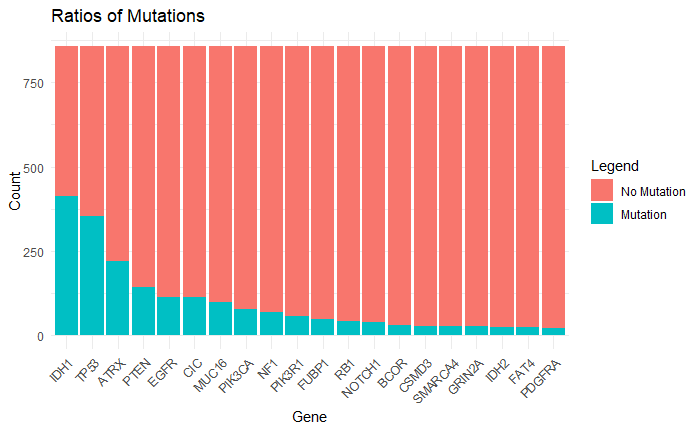 Ratios of Mutations
Count
750
500
250
0
IDH1
TP53
ATRX
PTEN
EGFR
CIC
MUC16
PIK3CA
NF1
PIK3R1
FUBP1
RB1
NOTCH1
BCOR
CSMD3
SMARCA4
GRIN2A
IDH2
FAT4
PDGFRA
Gene
Legend
No Mutation
Mutation